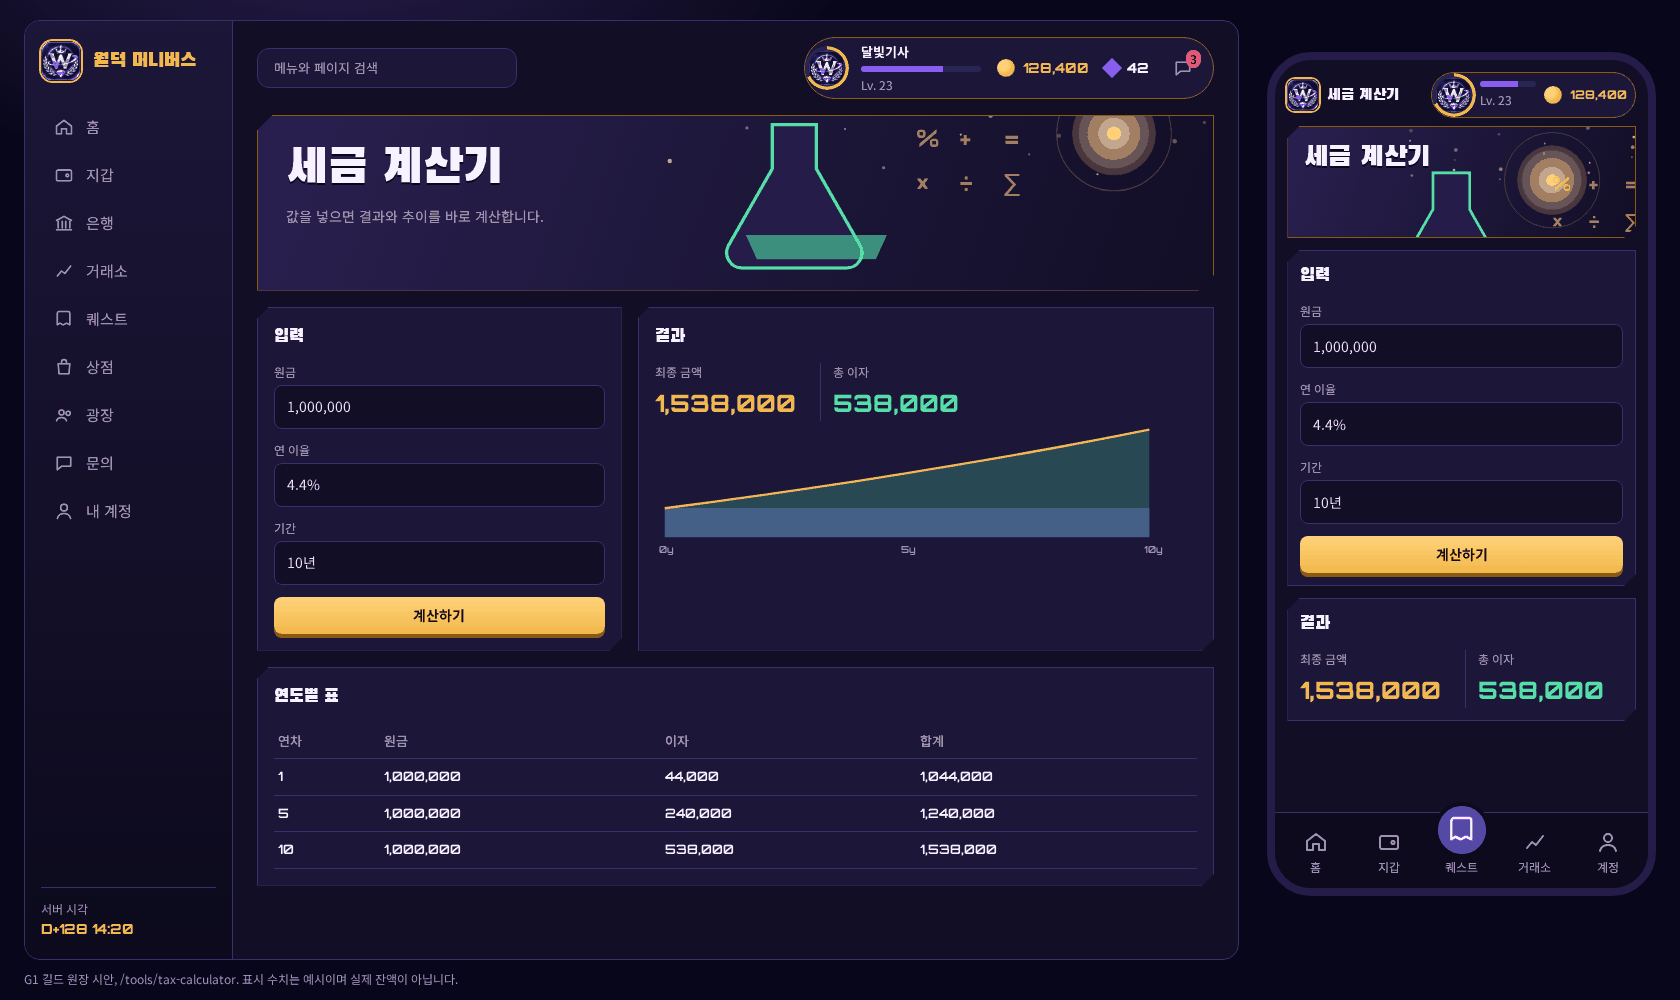 원덕 머니버스
홈
지갑
은행
거래소
퀘스트
상점
광장
문의
내 계정
서버 시각
D+128 14:20
메뉴와 페이지 검색
달빛기사
Lv. 23
128,400
42
3
세금 계산기
값을 넣으면 결과와 추이를 바로 계산합니다.
% + =
x ÷ ∑
입력
원금
1,000,000
연 이율
4.4%
기간
10년
계산하기
결과
최종 금액
1,538,000
총 이자
538,000
0y 5y 10y
연도별 표
연차 원금 이자 합계
1 1,000,000 44,000 1,044,000
5 1,000,000 240,000 1,240,000
10 1,000,000 538,000 1,538,000
W
세금 계산기
Lv. 23
128,400
세금 계산기
% + =
x ÷ ∑
입력
원금
1,000,000
연 이율
4.4%
기간
10년
계산하기
결과
최종 금액
1,538,000
총 이자
538,000
홈
지갑
퀘스트
거래소
계정
G1 길드 원장 시안, /tools/tax-calculator. 표시 수치는 예시이며 실제 잔액이 아닙니다.